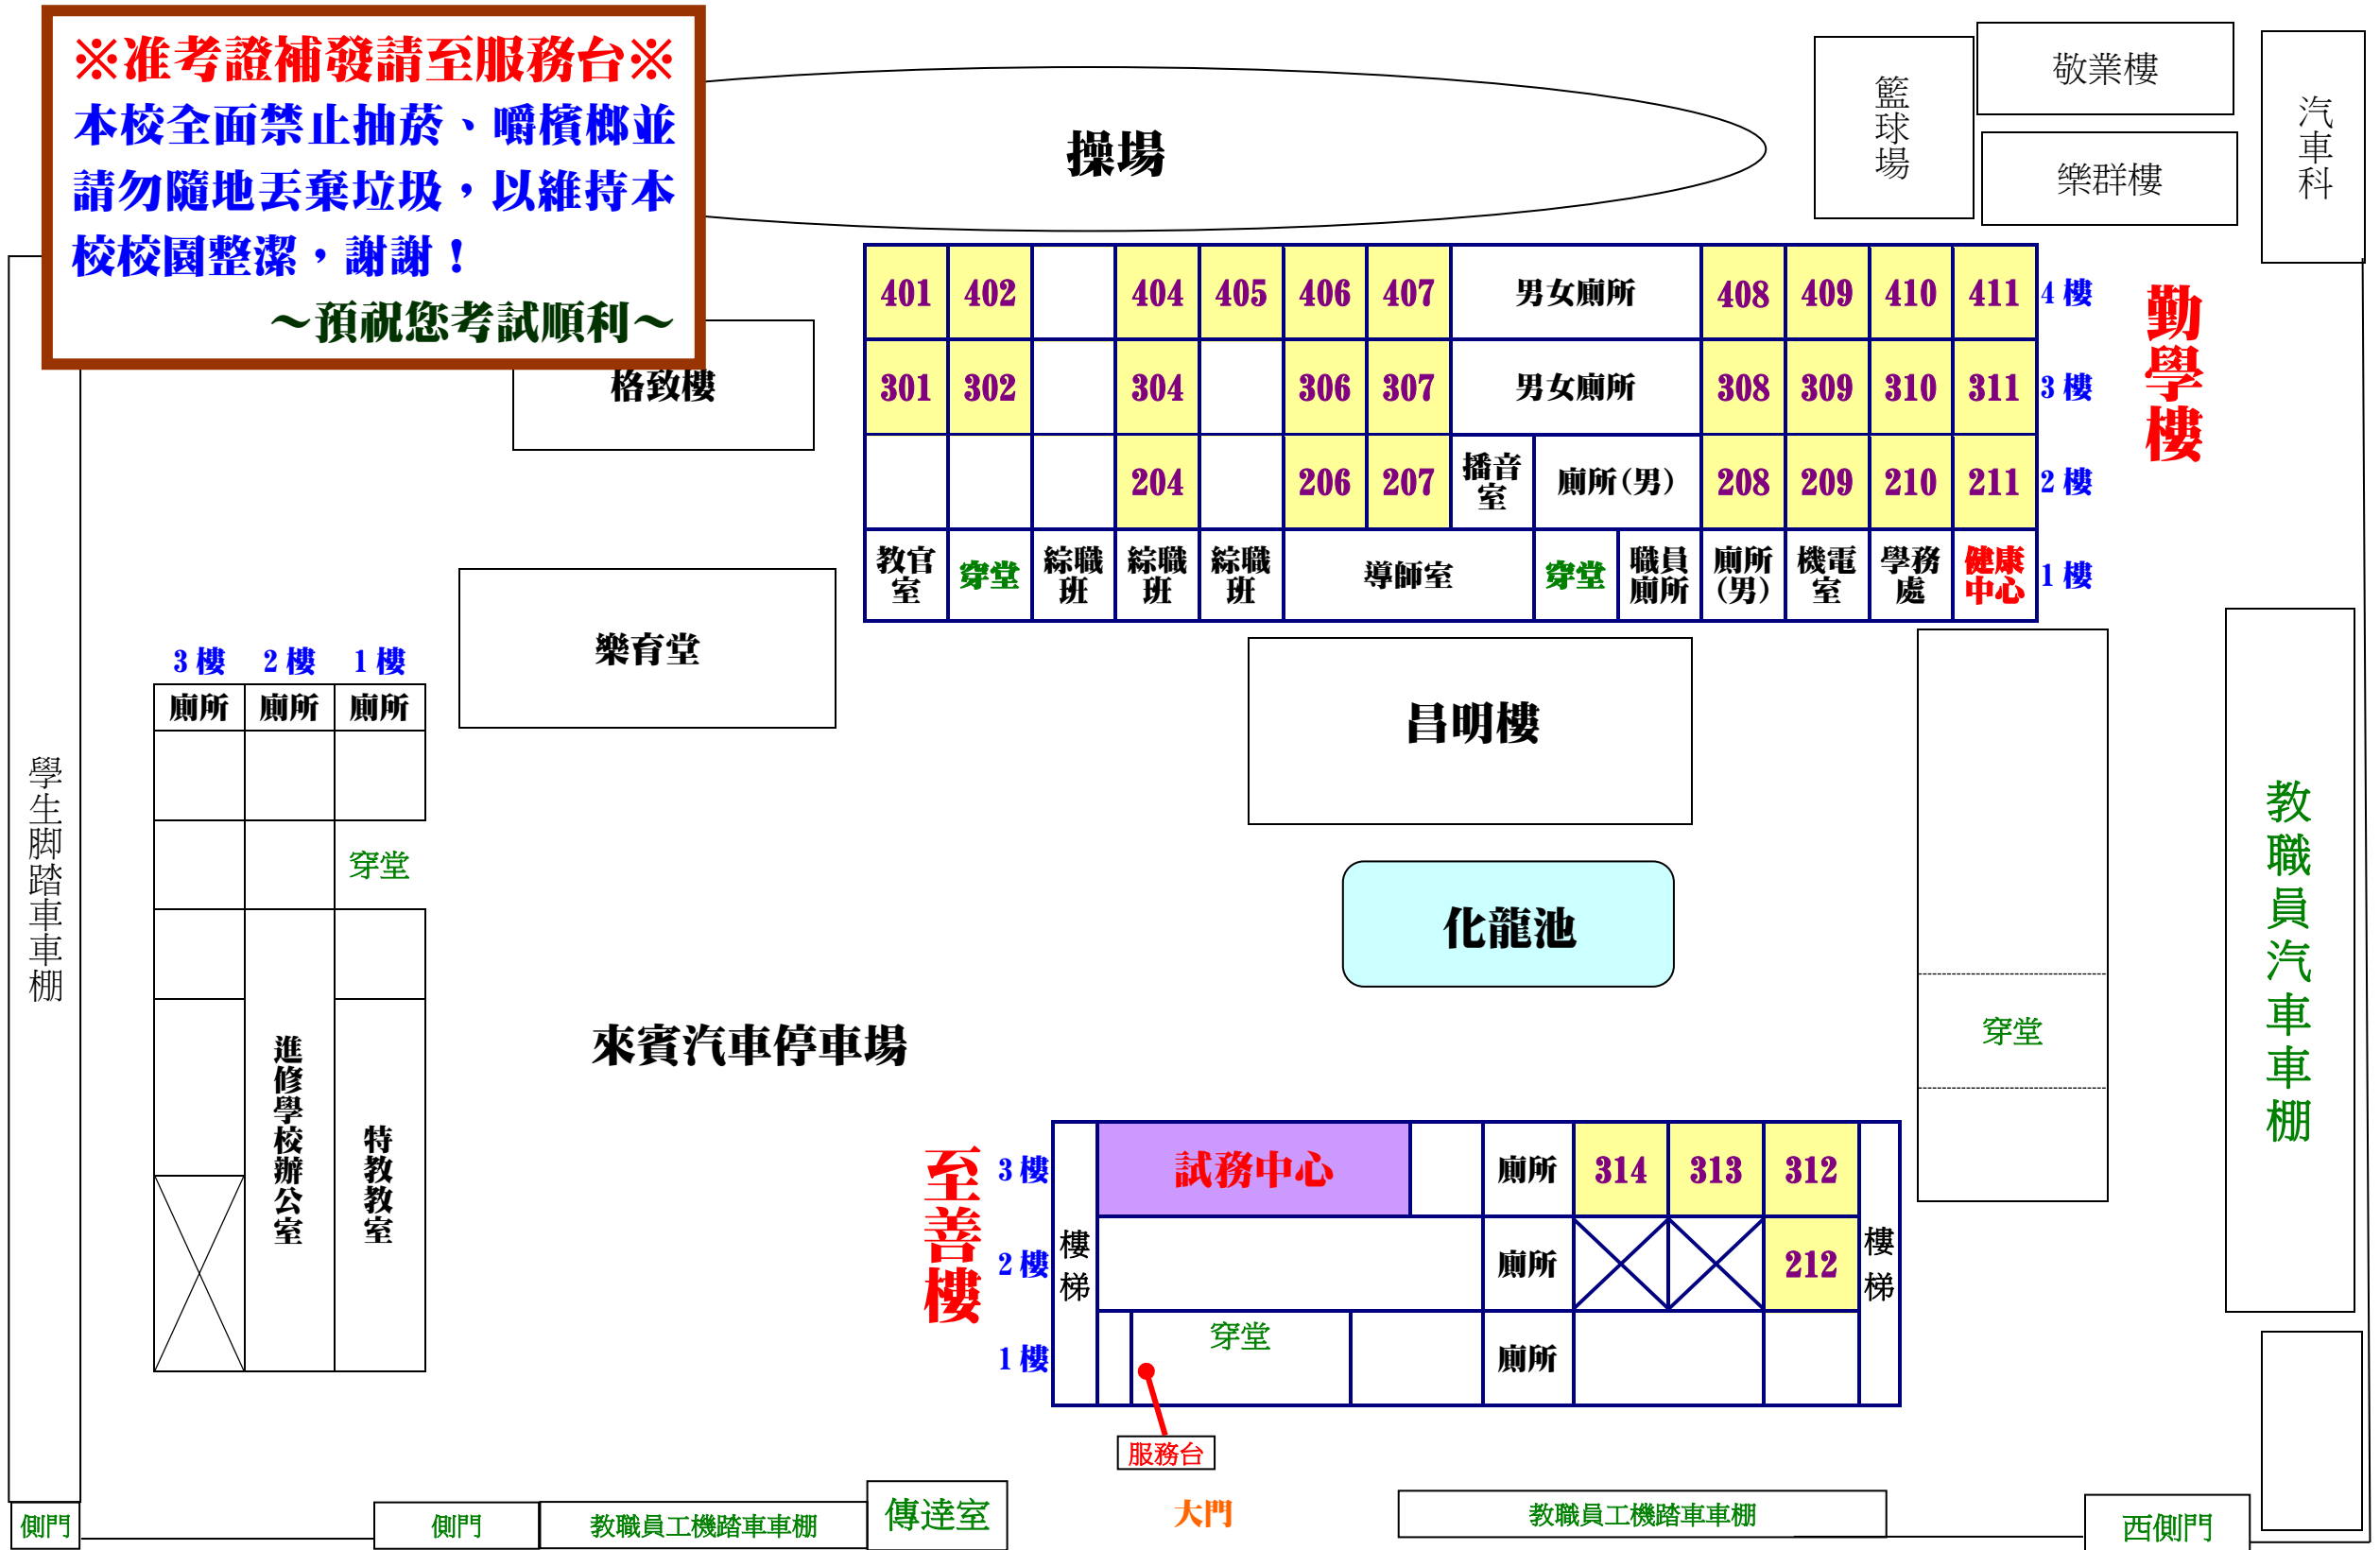 ※准考證補發請至服務台※
本校全面禁止抽菸、嚼檳榔並
請勿隨地丟棄垃圾，以維持本
校校園整潔，謝謝！
～預祝您考試順利～
操場
籃球場
敬業樓
樂群樓
汽車科
格致樓
401 402 404 405 406 407 男女廁所 408 409 410 411 4 樓
301 302 304 306 307 男女廁所 308 309 310 311 3 樓
204 206 207 播音室 廁所(男) 208 209 210 211 2 樓
教官室 穿堂 綜職班 綜職班 綜職班 導師室 穿堂 職員廁所 廁所(男) 機電室 學務處 健康中心 1 樓
勤學樓
樂育堂
昌明樓
化龍池
學生脚踏車車棚
3 樓 2 樓 1 樓
廁所 廁所 廁所
穿堂
進修學校辦公室
特教教室
來賓汽車停車場
穿堂
教職員汽車車棚
至善樓
3 樓 試務中心 廁所 314 313 312
2 樓 廁所 212
1 樓 穿堂 廁所
樓梯
樓梯
服務台
側門
側門
教職員工機踏車車棚
傳達室
大門
教職員工機踏車車棚
西側門